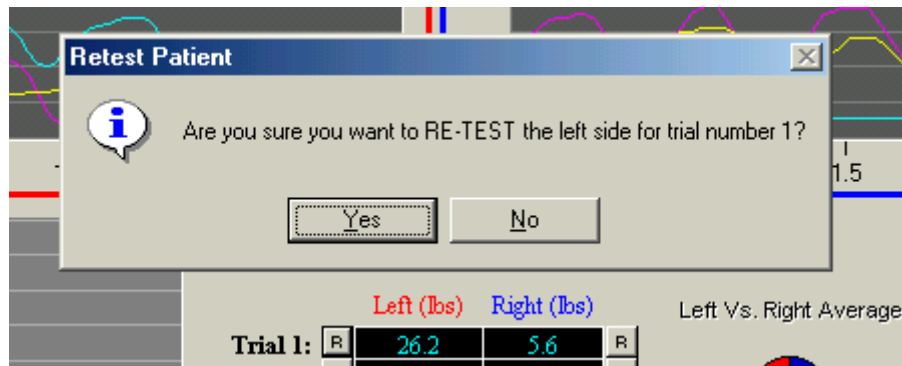 Retest Patient
Are you sure you want to RE-TEST the left side for trial number 1?
1.5
Yes
No
Left (lbs) Right (lbs)
Left Vs. Right Average
Trial 1: R 26.2 5.6 R